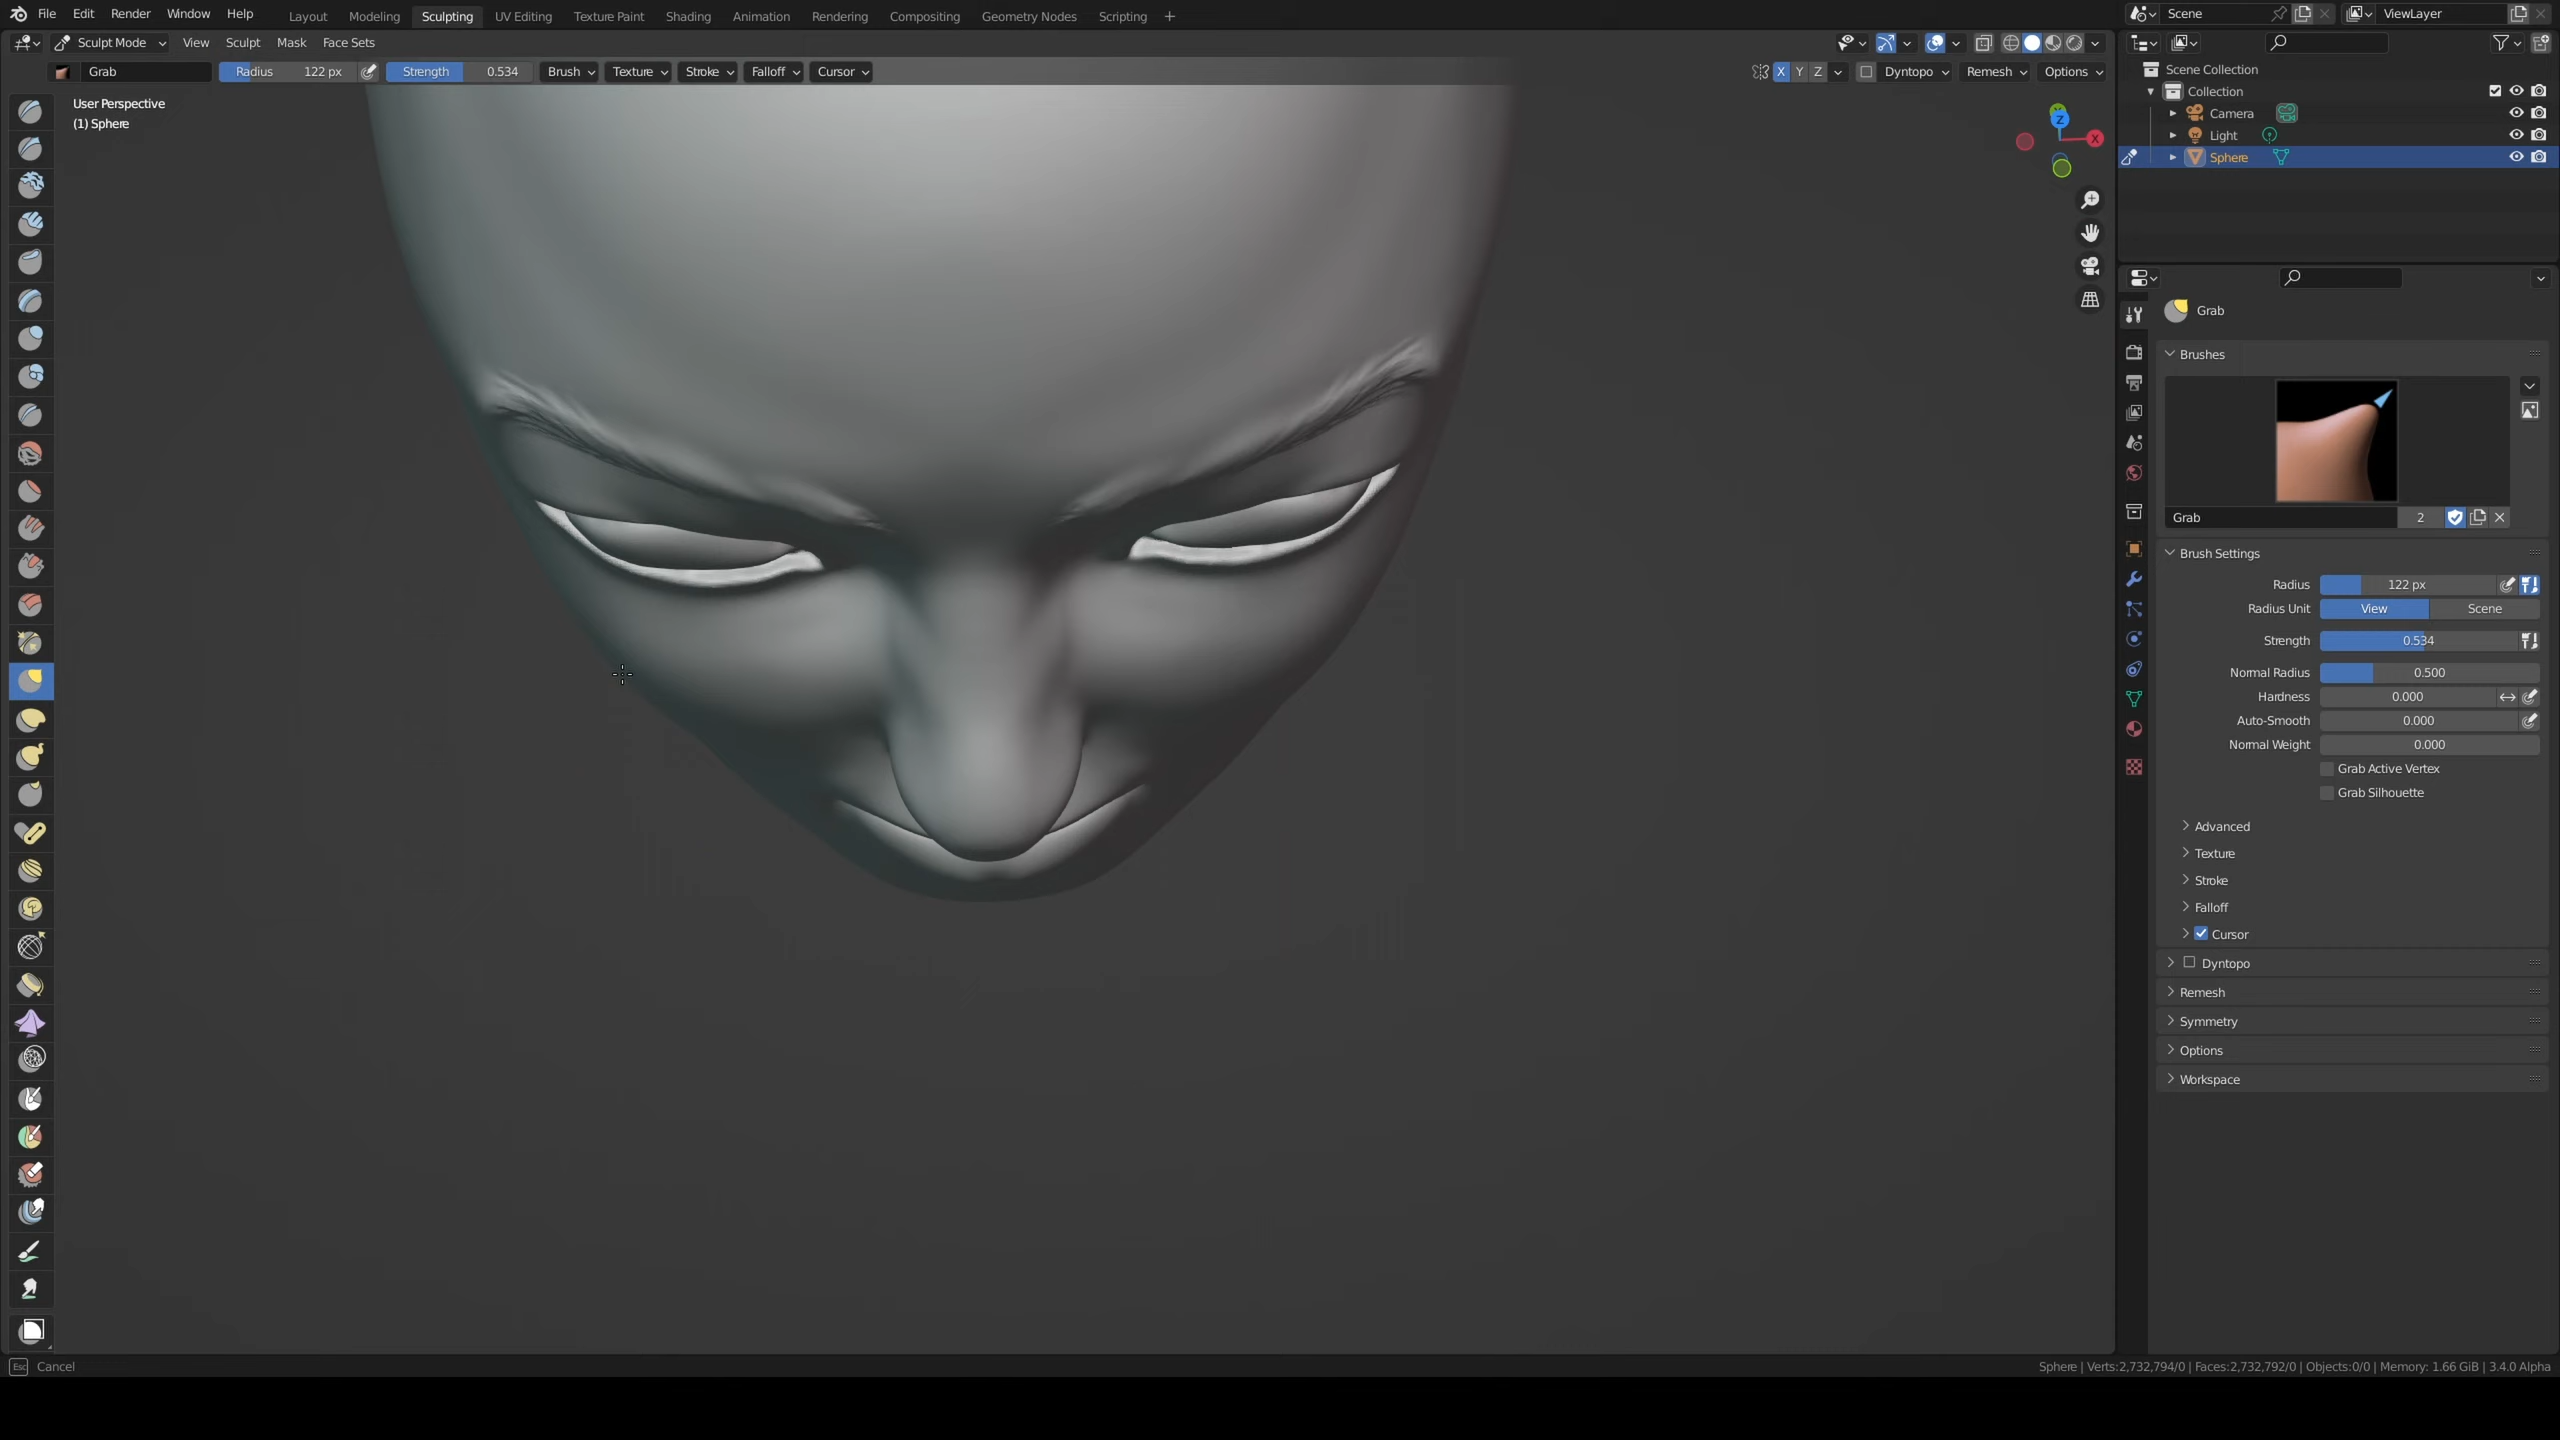 File Edit Render Window Help Layout Modeling Sculpting UV Editing Texture Paint Shading Animation Rendering Compositing Geometry Nodes Scripting + Scene ViewLayer
Sculpt Mode View Sculpt Mask Face Sets
Grab Radius 122 px Strength 0.534 Brush Texture Stroke Falloff Cursor X Y Z Dyntopo Remesh Options
User Perspective
(1) Sphere
Z
X
Scene Collection
Collection
Camera
Light
Sphere
Grab
Brushes
Grab 2
Brush Settings
Radius 122 px
Radius Unit View Scene
Strength 0.534
Normal Radius 0.500
Hardness 0.000
Auto-Smooth 0.000
Normal Weight 0.000
Grab Active Vertex
Grab Silhouette
Advanced
Texture
Stroke
Falloff
Cursor
Dyntopo
Remesh
Symmetry
Options
Workspace
Esc Cancel
Sphere | Verts:2,732,794/0 | Faces:2,732,792/0 | Objects:0/0 | Memory: 1.66 GiB | 3.4.0 Alpha